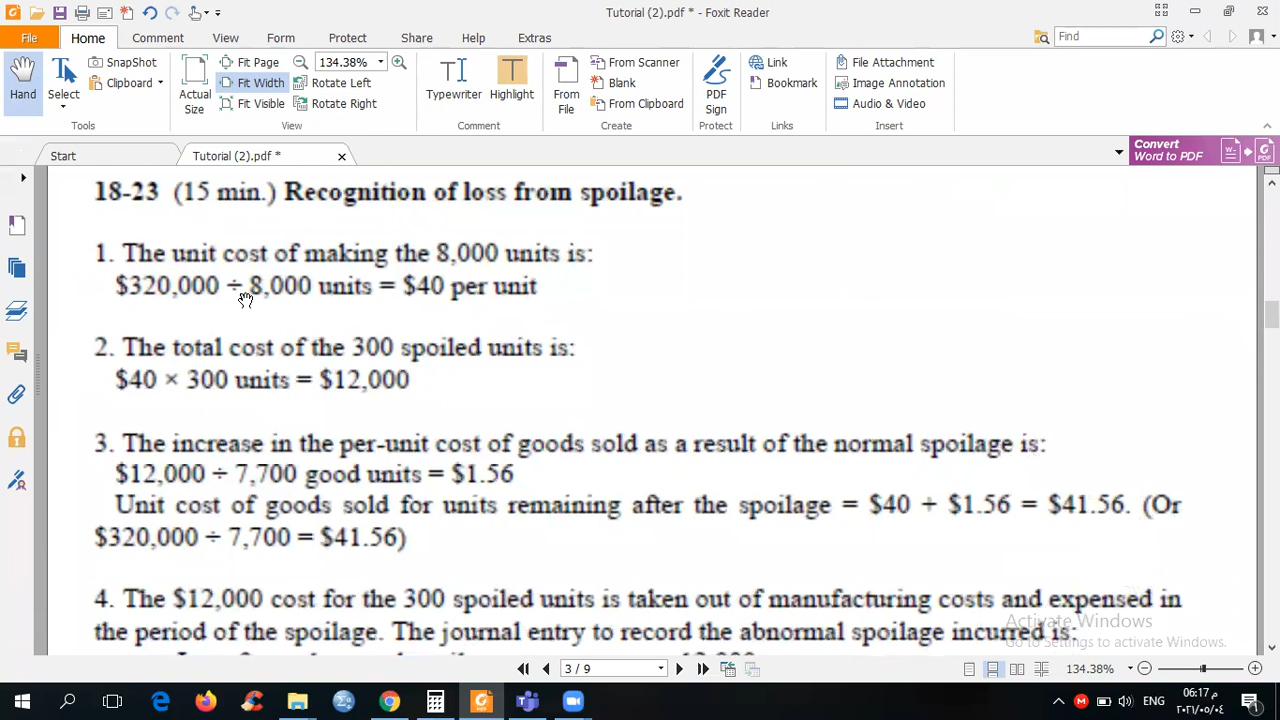 Tutorial (2).pdf * - Foxit Reader
File Home Comment View Form Protect Share Help Extras Find
Hand
Select
SnapShot
Clipboard
Tools
Actual Size
Fit Page
Fit Width
Fit Visible
134.38%
Rotate Left
Rotate Right
View
Typewriter
Highlight
Comment
From File
From Scanner
Blank
From Clipboard
Create
PDF Sign
Protect
Link
Bookmark
Links
File Attachment
Image Annotation
Audio & Video
Insert
Start Tutorial (2).pdf *
Convert
Word to PDF
18-23 (15 min.) Recognition of loss from spoilage.
1. The unit cost of making the 8,000 units is:
$320,000 ÷ 8,000 units = $40 per unit
2. The total cost of the 300 spoiled units is:
$40 × 300 units = $12,000
3. The increase in the per-unit cost of goods sold as a result of the normal spoilage is:
$12,000 ÷ 7,700 good units = $1.56
Unit cost of goods sold for units remaining after the spoilage = $40 + $1.56 = $41.56. (Or
$320,000 ÷ 7,700 = $41.56)
4. The $12,000 cost for the 300 spoiled units is taken out of manufacturing costs and expensed in
the period of the spoilage. The journal entry to record the abnormal spoilage incurred is:
Activate Windows
Go to Settings to activate Windows.
3 / 9
134.38%
ENG
06:17 م
٢٠٢١/٠٥/٠٤